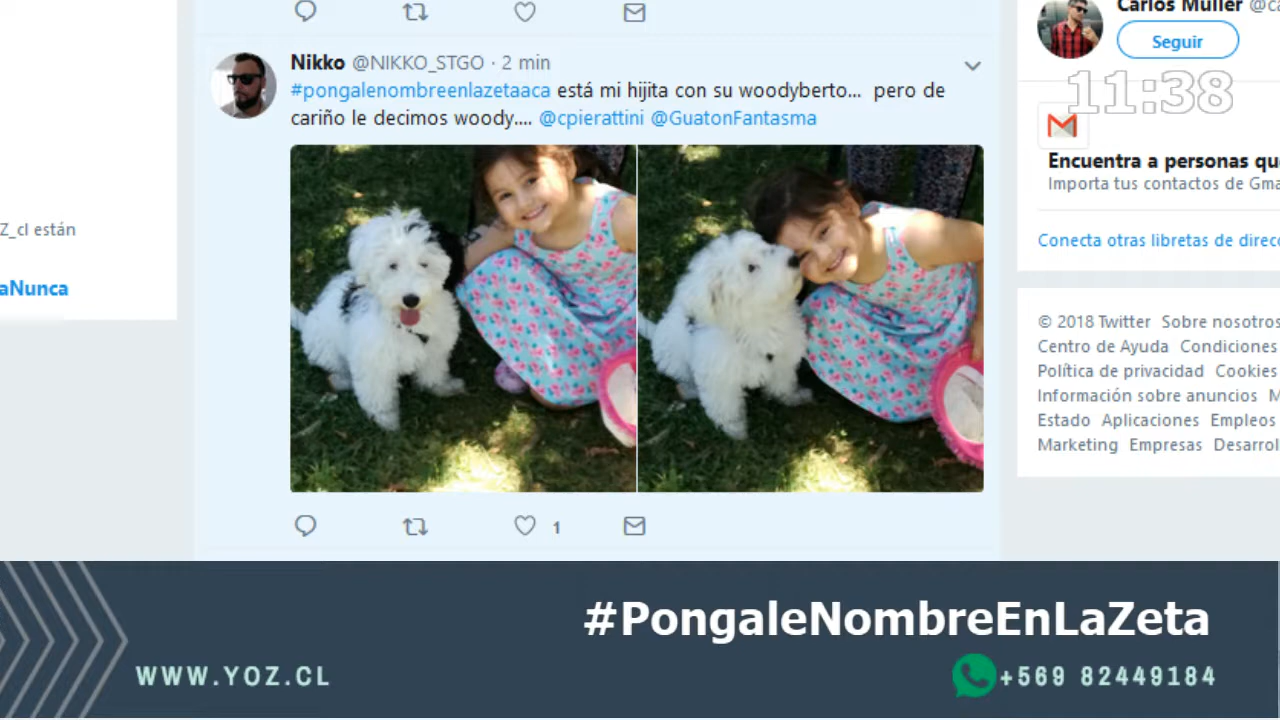 Carlos Muller @ca
Seguir
11:38
Nikko @NIKKO_STGO · 2 min
#pongalenombreenlazetaaca está mi hijita con su woodyberto... pero de
cariño le decimos woody.... @cpierattini @GuatonFantasma
Encuentra a personas qu
Importa tus contactos de Gma
Z_cl están
Conecta otras libretas de direcc
aNunca
© 2018 Twitter Sobre nosotros
Centro de Ayuda Condiciones
Política de privacidad Cookies
Información sobre anuncios M
Estado Aplicaciones Empleos
Marketing Empresas Desarrol
1
#PongaleNombreEnLaZeta
WWW.YOZ.CL
+569 82449184